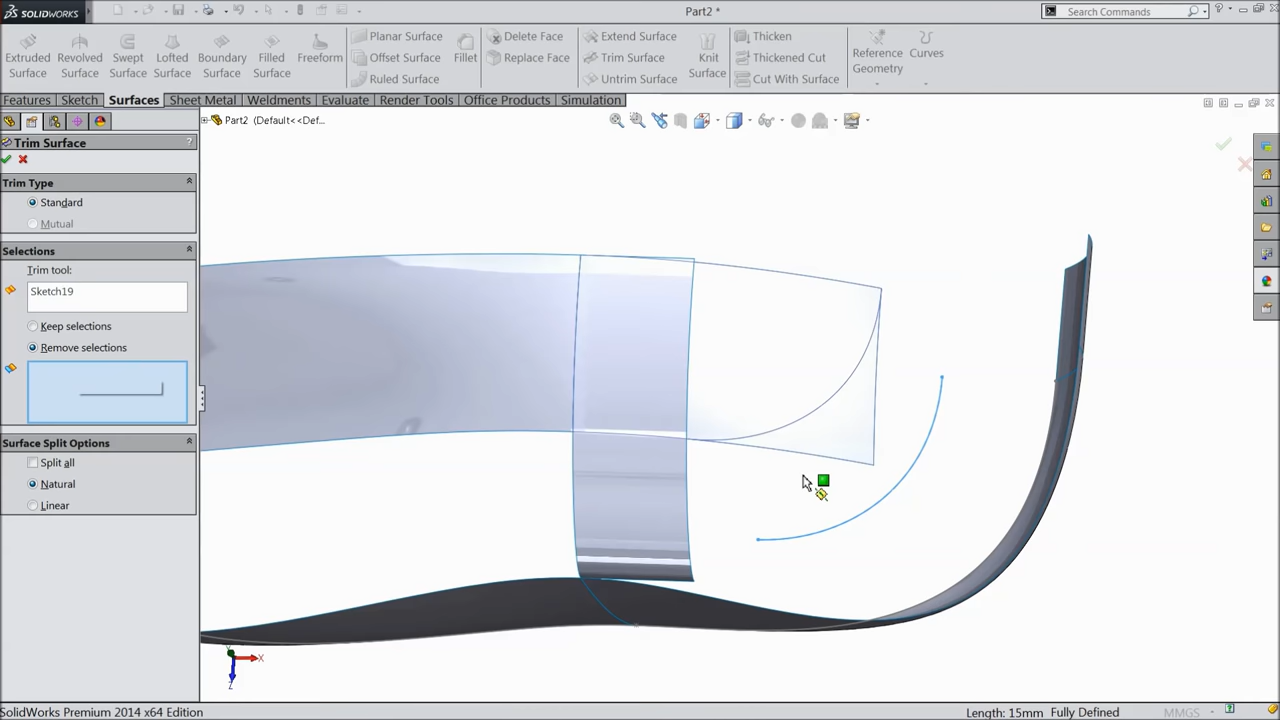 SOLIDWORKS
Part2 *
Search Commands
Extruded Surface
Revolved Surface
Swept Surface
Lofted Surface
Boundary Surface
Filled Surface
Freeform
Planar Surface
Offset Surface
Ruled Surface
Fillet
Delete Face
Replace Face
Extend Surface
Trim Surface
Untrim Surface
Knit Surface
Thicken
Thickened Cut
Cut With Surface
Reference Geometry
Curves
Features Sketch Surfaces Sheet Metal Weldments Evaluate Render Tools Office Products Simulation
Part2 (Default<<Def...
Trim Surface ?
Trim Type
Standard
Mutual
Selections
Trim tool:
Sketch19
Keep selections
Remove selections
Surface Split Options
Split all
Natural
Linear
Y
X
Z
SolidWorks Premium 2014 x64 Edition
Length: 15mm Fully Defined MMGS